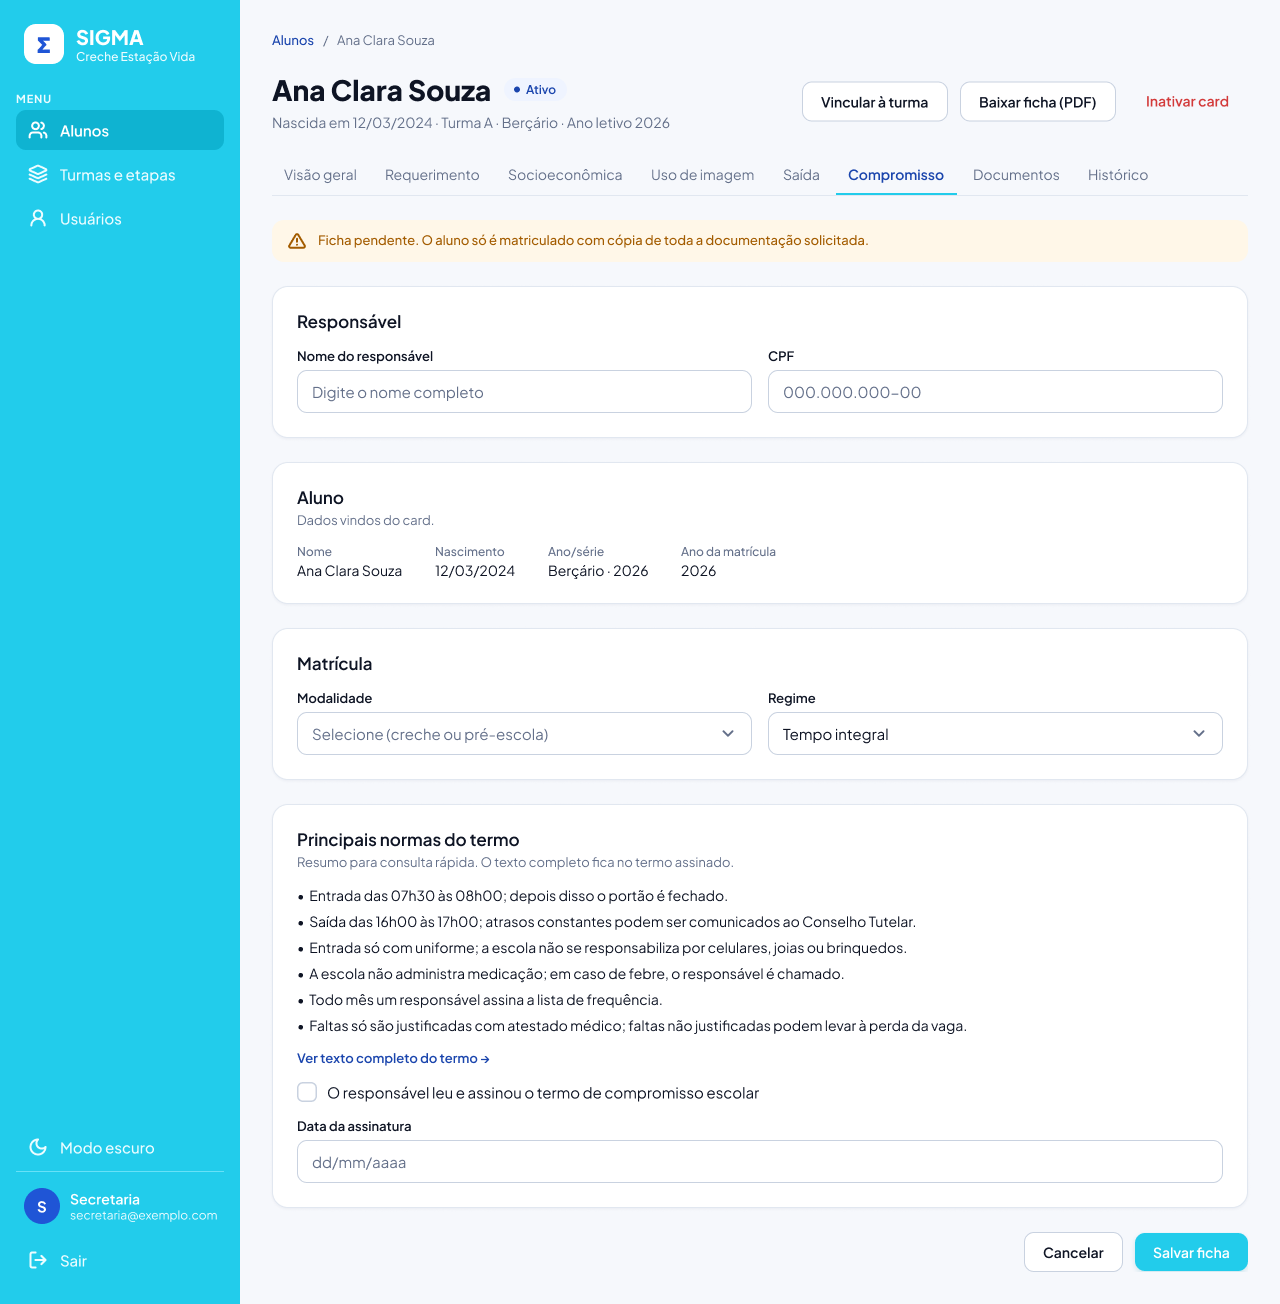 Σ
SIGMA
Creche Estação Vida
MENU
Alunos
Turmas e etapas
Usuários
Modo escuro
S
Secretaria
secretaria@exemplo.com
Sair
Alunos / Ana Clara Souza
Ana Clara Souza
• Ativo
Nascida em 12/03/2024 · Turma A · Berçário · Ano letivo 2026
Vincular à turma
Baixar ficha (PDF)
Inativar card
Visão geral
Requerimento
Socioeconômica
Uso de imagem
Saída
Compromisso
Documentos
Histórico
Ficha pendente. O aluno só é matriculado com cópia de toda a documentação solicitada.
Responsável
Nome do responsável
Digite o nome completo
CPF
000.000.000-00
Aluno
Dados vindos do card.
Nome
Ana Clara Souza
Nascimento
12/03/2024
Ano/série
Berçário · 2026
Ano da matrícula
2026
Matrícula
Modalidade
Selecione (creche ou pré-escola)
Regime
Tempo integral
Principais normas do termo
Resumo para consulta rápida. O texto completo fica no termo assinado.
• Entrada das 07h30 às 08h00; depois disso o portão é fechado.
• Saída das 16h00 às 17h00; atrasos constantes podem ser comunicados ao Conselho Tutelar.
• Entrada só com uniforme; a escola não se responsabiliza por celulares, joias ou brinquedos.
• A escola não administra medicação; em caso de febre, o responsável é chamado.
• Todo mês um responsável assina a lista de frequência.
• Faltas só são justificadas com atestado médico; faltas não justificadas podem levar à perda da vaga.
Ver texto completo do termo →
O responsável leu e assinou o termo de compromisso escolar
Data da assinatura
dd/mm/aaaa
Cancelar
Salvar ficha